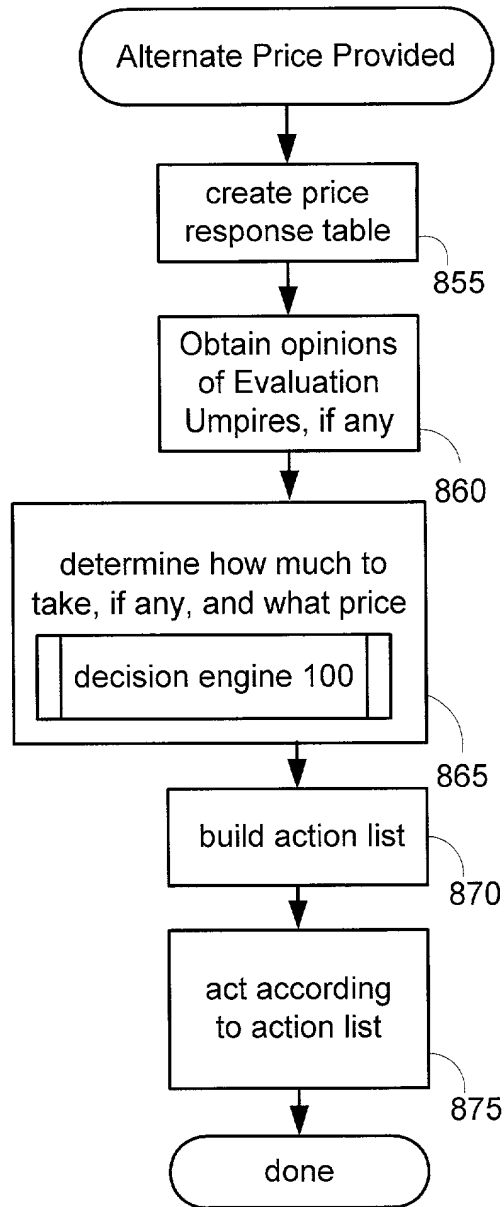 Alternate Price Provided
create price
response table
855
Obtain opinions
of Evaluation
Umpires, if any
860
determine how much to
take, if any, and what price
decision engine 100
865
build action list
870
act according
to action list
875
done